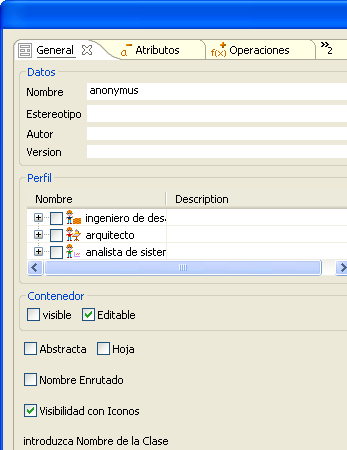 General Atributos Operaciones »2
Datos
Nombre anonymus
Estereotipo
Autor
Version
Perfil
Nombre Description
ingeniero de des
arquitecto
analista de sister
Contenedor
visible Editable
Abstracta Hoja
Nombre Enrutado
Visibilidad con Iconos
introduzca Nombre de la Clase